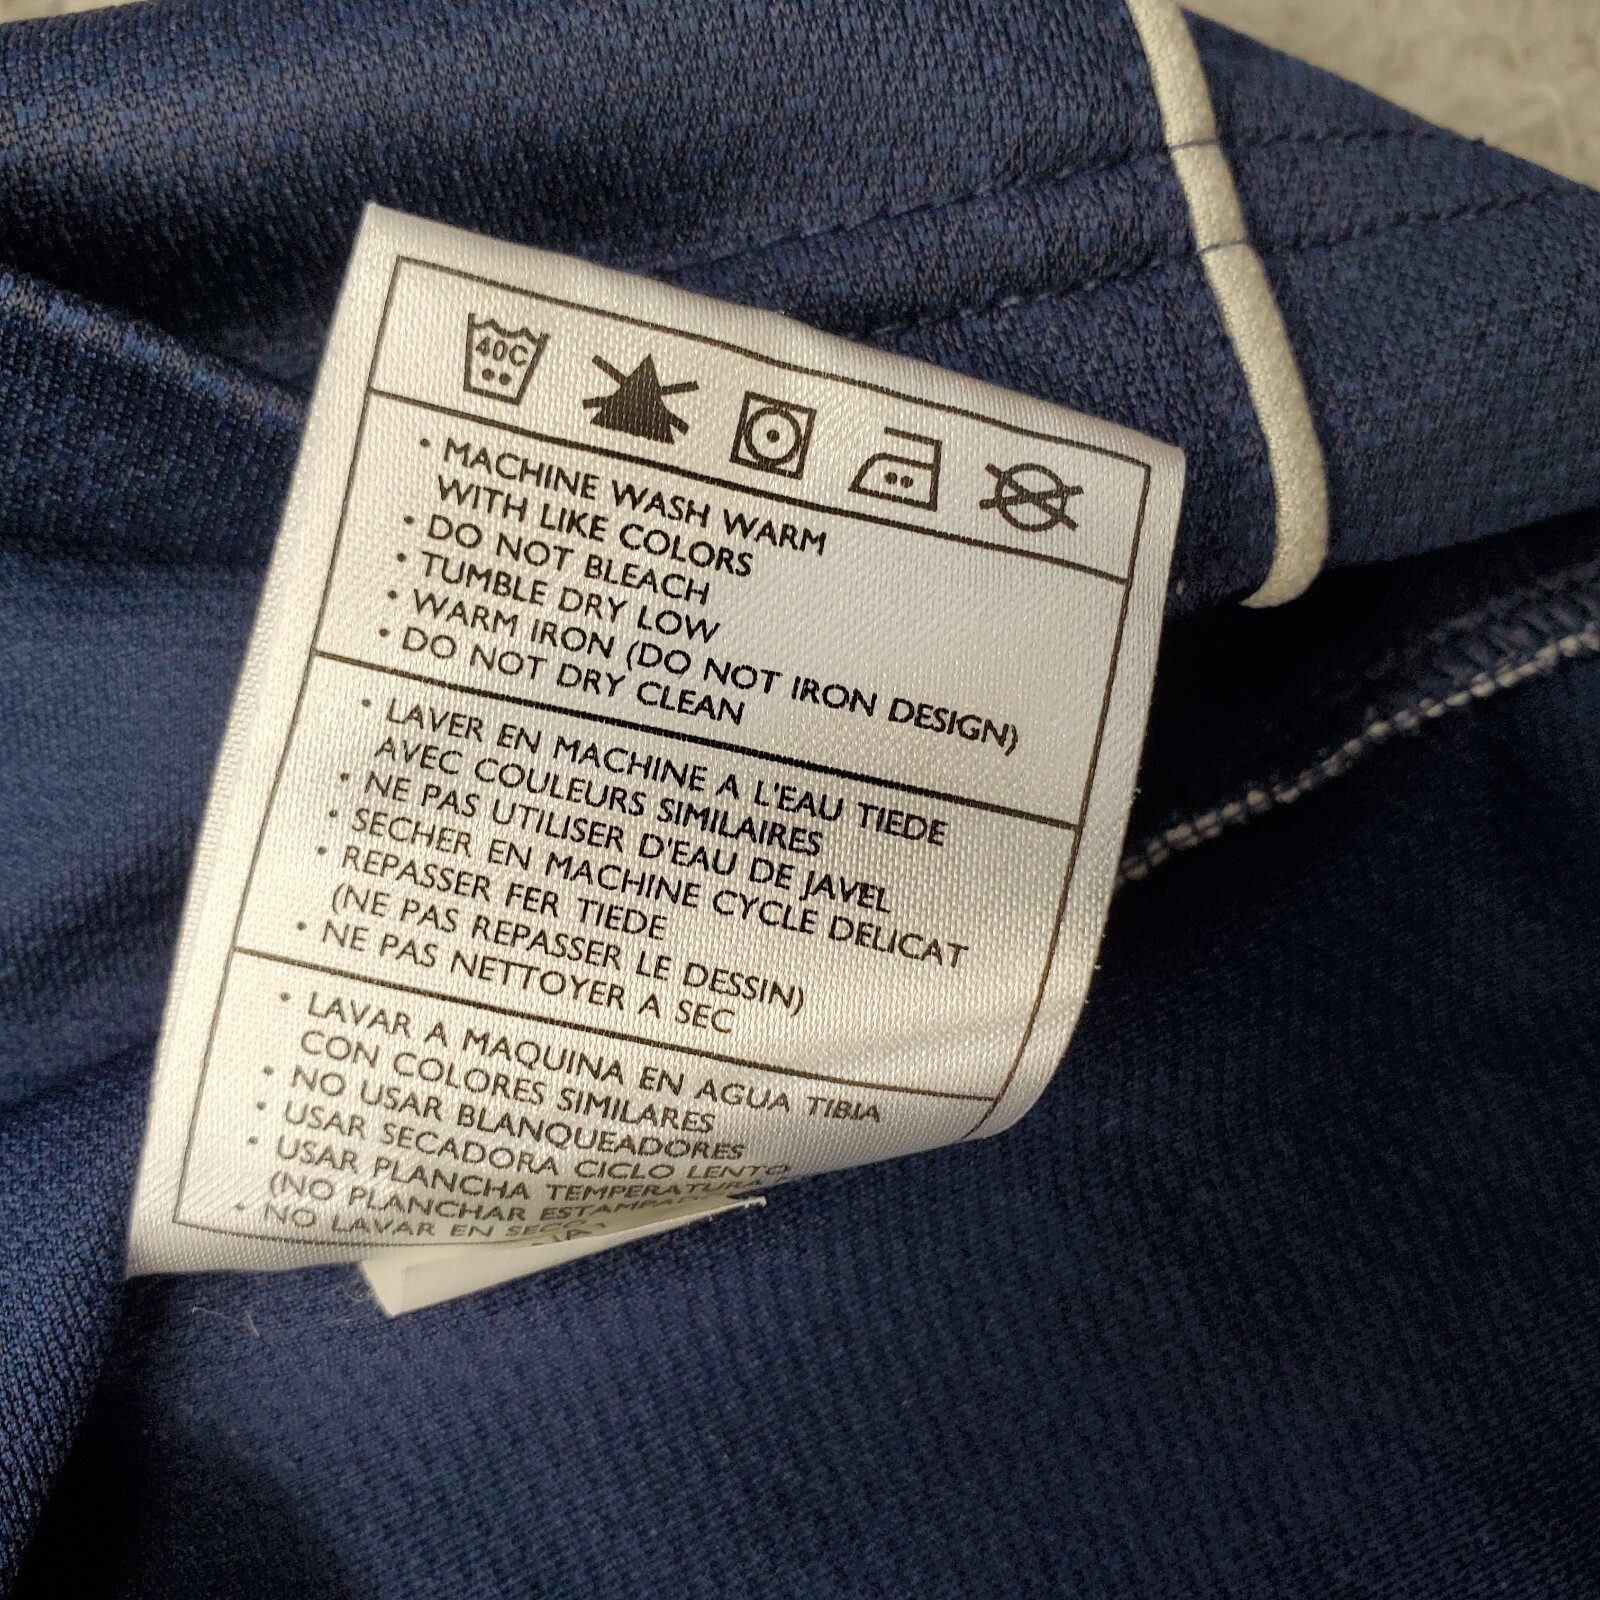 40C
• MACHINE WASH WARM
WITH LIKE COLORS
• DO NOT BLEACH
• TUMBLE DRY LOW
• WARM IRON (DO NOT IRON DESIGN)
• DO NOT DRY CLEAN
• LAVER EN MACHINE A L'EAU TIEDE
AVEC COULEURS SIMILAIRES
• NE PAS UTILISER D'EAU DE JAVEL
• SECHER EN MACHINE CYCLE DELICAT
• REPASSER FER TIEDE
(NE PAS REPASSER LE DESSIN)
• NE PAS NETTOYER A SEC
• LAVAR A MAQUINA EN AGUA TIBIA
CON COLORES SIMILARES
• NO USAR BLANQUEADORES
• USAR SECADORA CICLO LENTO
• USAR PLANCHA TEMPERATURA
(NO PLANCHAR
• NO LAVAR EN